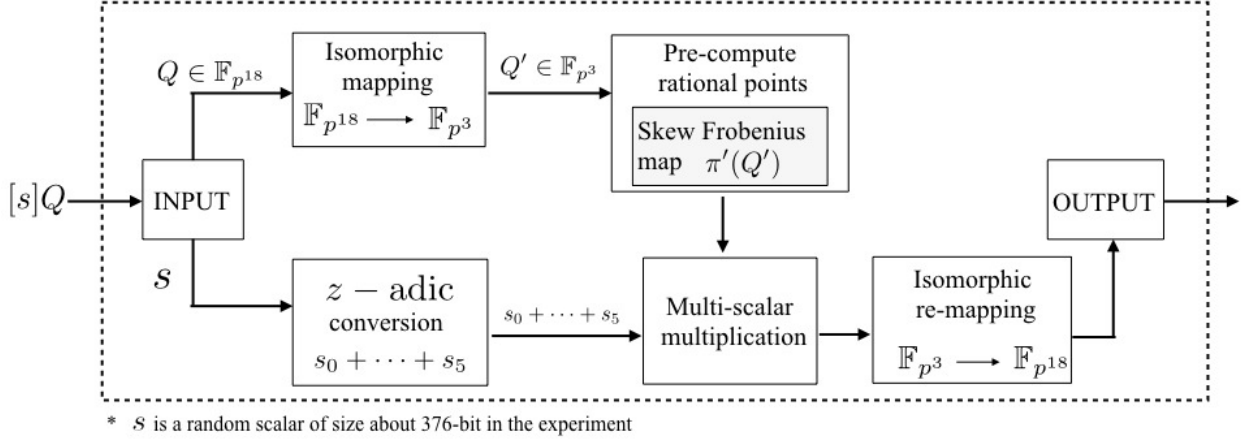 [s]Q
INPUT
Q ∈ 𝔽_{p^{18}}
Isomorphic
mapping
𝔽_{p^{18}} → 𝔽_{p^3}
Q′ ∈ 𝔽_{p^3}
Pre-compute
rational points
Skew Frobenius
map π′(Q′)
s
z − adic
conversion
s_0 + ⋯ + s_5
s_0 + ⋯ + s_5
Multi-scalar
multiplication
Isomorphic
re-mapping
𝔽_{p^3} → 𝔽_{p^{18}}
OUTPUT
* s is a random scalar of size about 376-bit in the experiment